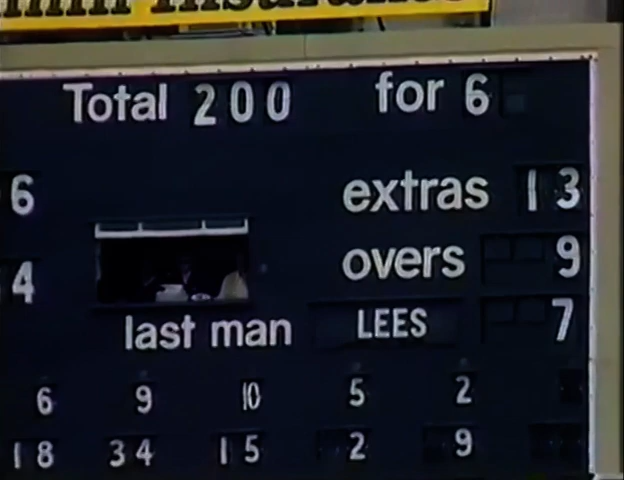 Total 200 for 6
6 extras 13
4 overs 9
last man LEES 7
6 9 10 5 2
18 34 15 2 9